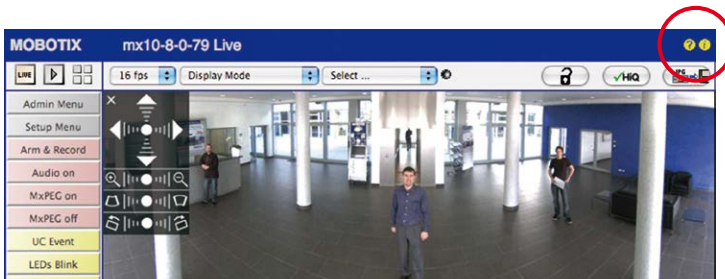 MOBOTIX mx10-8-0-79 Live ? i
LIVE 16 fps Display Mode Select ... HiQ
Admin Menu
Setup Menu
Arm & Record
Audio on
MxPEG on
MxPEG off
UC Event
LEDs Blink